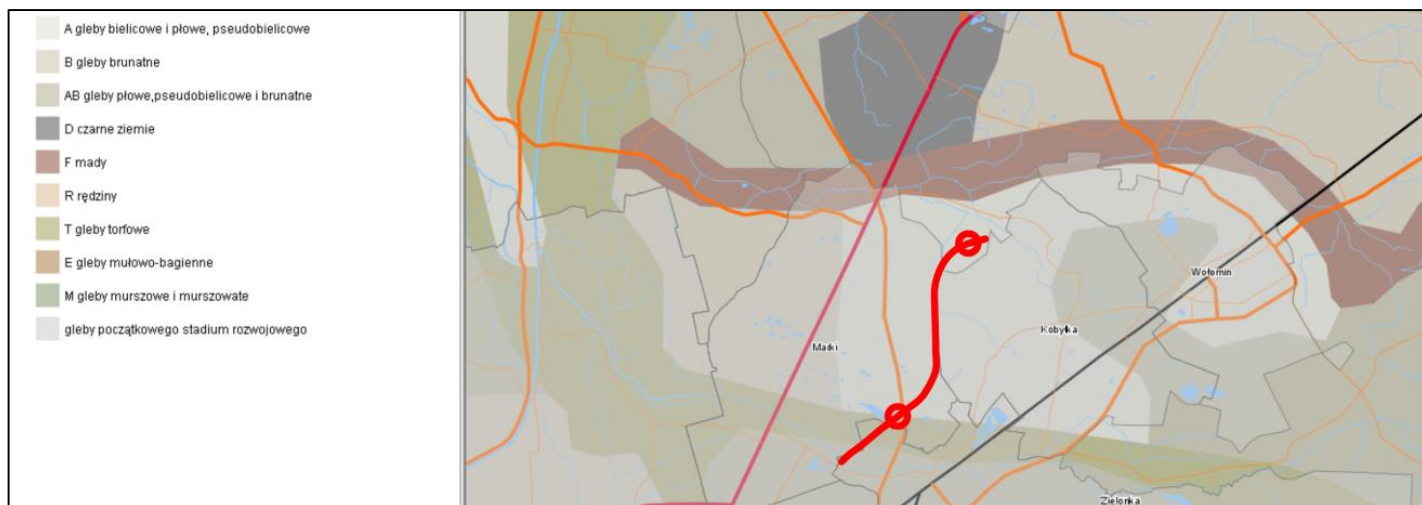 A gleby bielicowe i płowe, pseudobielicowe
B gleby brunatne
AB gleby płowe,pseudobielicowe i brunatne
D czarne ziemie
F mady
R rędziny
T gleby torfowe
E gleby mułowo-bagienne
M gleby murszowe i murszowate
gleby początkowego stadium rozwojowego
Wołomin
Kobyłka
Marki
Zielonka